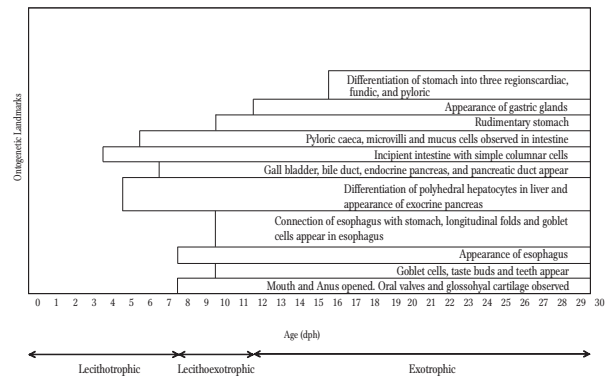 Ontogenetic Landmarks
Differentiation of stomach into three regionscardiac,
fundic, and pyloric
Appearance of gastric glands
Rudimentary stomach
Pyloric caeca, microvilli and mucus cells observed in intestine
Incipient intestine with simple columnar cells
Gall bladder, bile duct, endocrine pancreas, and pancreatic duct appear
Differentiation of polyhedral hepatocytes in liver and
appearance of exocrine pancreas
Connection of esophagus with stomach, longitudinal folds and goblet
cells appear in esophagus
Appearance of esophagus
Goblet cells, taste buds and teeth appear
Mouth and Anus opened. Oral valves and glossohyal cartilage observed
0 1 2 3 4 5 6 7 8 9 10 11 12 13 14 15 16 17 18 19 20 21 22 23 24 25 26 27 28 29 30
Age (dph)
Lecithotrophic Lecithoexotrophic Exotrophic